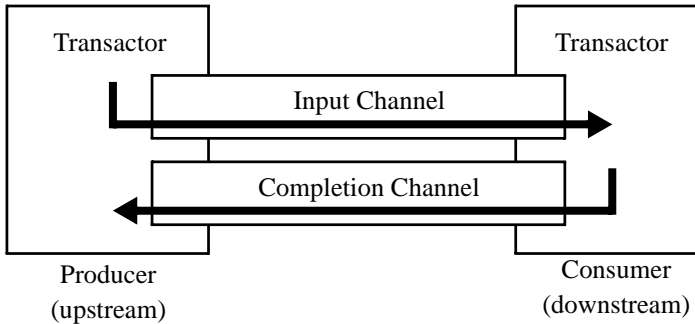 Transactor
Transactor
Input Channel
Completion Channel
Producer
(upstream)
Consumer
(downstream)